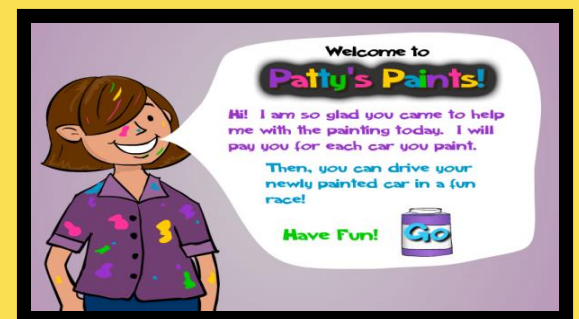 Welcome to
Patty's Paints!
Hi! I am so glad you came to help
me with the painting today. I will
pay you for each car you paint.
Then, you can drive your
newly painted car in a fun
race!
Have Fun!
Go